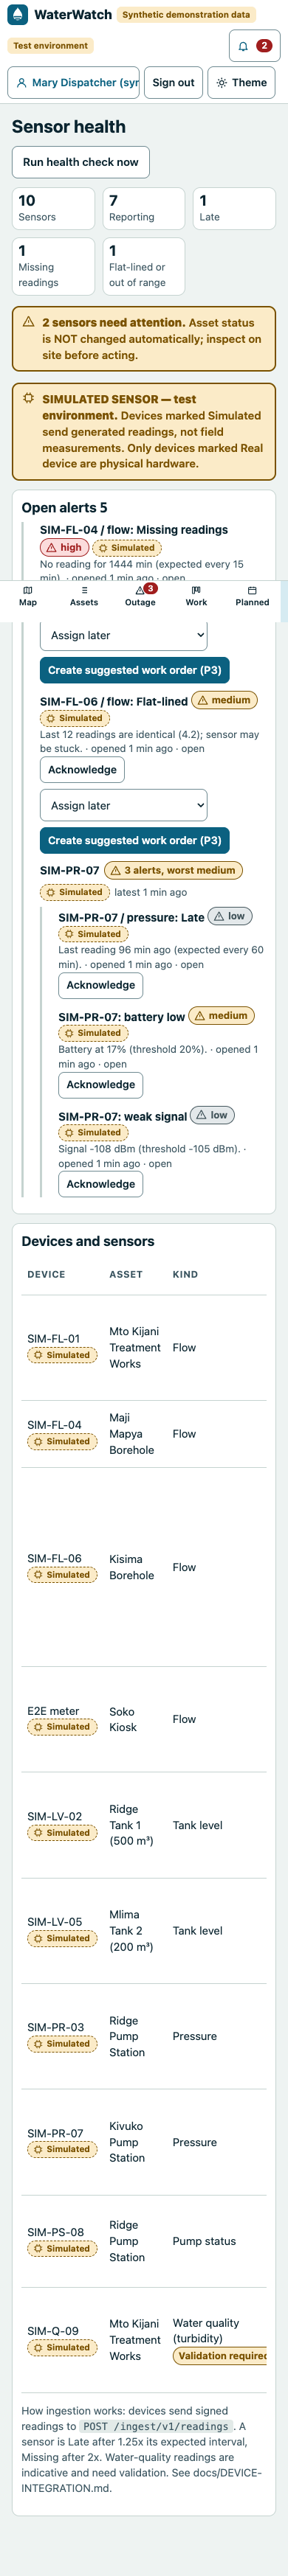 WaterWatch Synthetic demonstration data
Test environment
2
Mary Dispatcher (syr
Sign out
Theme
Sensor health
Run health check now
10
Sensors
7
Reporting
1
Late
1
Missing
readings
1
Flat-lined or
out of range
2 sensors need attention. Asset status
is NOT changed automatically; inspect on
site before acting.
SIMULATED SENSOR — test
environment. Devices marked Simulated
send generated readings, not field
measurements. Only devices marked Real
device are physical hardware.
Open alerts 5
SIM-FL-04 / flow: Missing readings
high Simulated
No reading for 1444 min (expected every 15
min). · opened 1 min ago · open
Map
Assets
3
Outage
Work
Planned
Assign later
Create suggested work order (P3)
SIM-FL-06 / flow: Flat-lined medium
Simulated
Last 12 readings are identical (4.2); sensor may
be stuck. · opened 1 min ago · open
Acknowledge
Assign later
Create suggested work order (P3)
SIM-PR-07 3 alerts, worst medium
Simulated latest 1 min ago
SIM-PR-07 / pressure: Late low
Simulated
Last reading 96 min ago (expected every 60
min). · opened 1 min ago · open
Acknowledge
SIM-PR-07: battery low medium
Simulated
Battery at 17% (threshold 20%). · opened 1
min ago · open
Acknowledge
SIM-PR-07: weak signal low
Simulated
Signal -108 dBm (threshold -105 dBm). ·
opened 1 min ago · open
Acknowledge
Devices and sensors
DEVICE ASSET KIND
SIM-FL-01
Simulated
Mto Kijani
Treatment
Works
Flow
SIM-FL-04
Simulated
Maji
Mapya
Borehole
Flow
SIM-FL-06
Simulated
Kisima
Borehole
Flow
E2E meter
Simulated
Soko
Kiosk
Flow
SIM-LV-02
Simulated
Ridge
Tank 1
(500 m³)
Tank level
SIM-LV-05
Simulated
Mlima
Tank 2
(200 m³)
Tank level
SIM-PR-03
Simulated
Ridge
Pump
Station
Pressure
SIM-PR-07
Simulated
Kivuko
Pump
Station
Pressure
SIM-PS-08
Simulated
Ridge
Pump
Station
Pump status
SIM-Q-09
Simulated
Mto Kijani
Treatment
Works
Water quality
(turbidity)
Validation required
How ingestion works: devices send signed
readings to POST /ingest/v1/readings. A
sensor is Late after 1.25x its expected interval,
Missing after 2x. Water-quality readings are
indicative and need validation. See docs/DEVICE-
INTEGRATION.md.